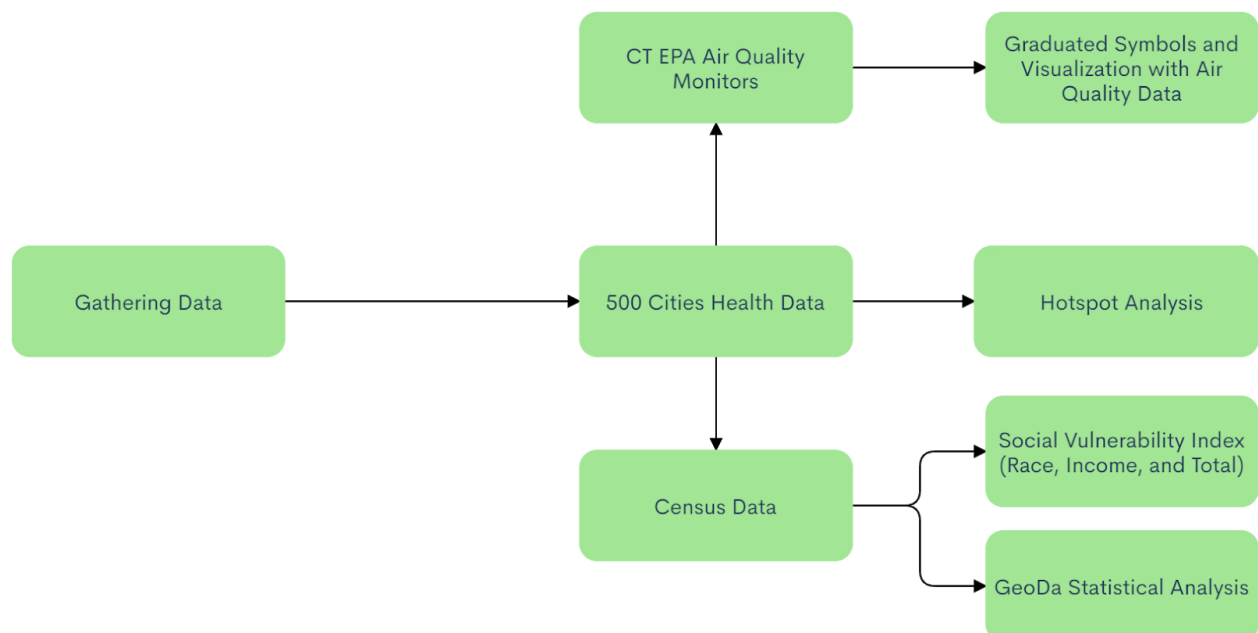 CT EPA Air Quality
Monitors
Graduated Symbols and
Visualization with Air
Quality Data
Gathering Data
500 Cities Health Data
Hotspot Analysis
Census Data
Social Vulnerability Index
(Race, Income, and Total)
GeoDa Statistical Analysis